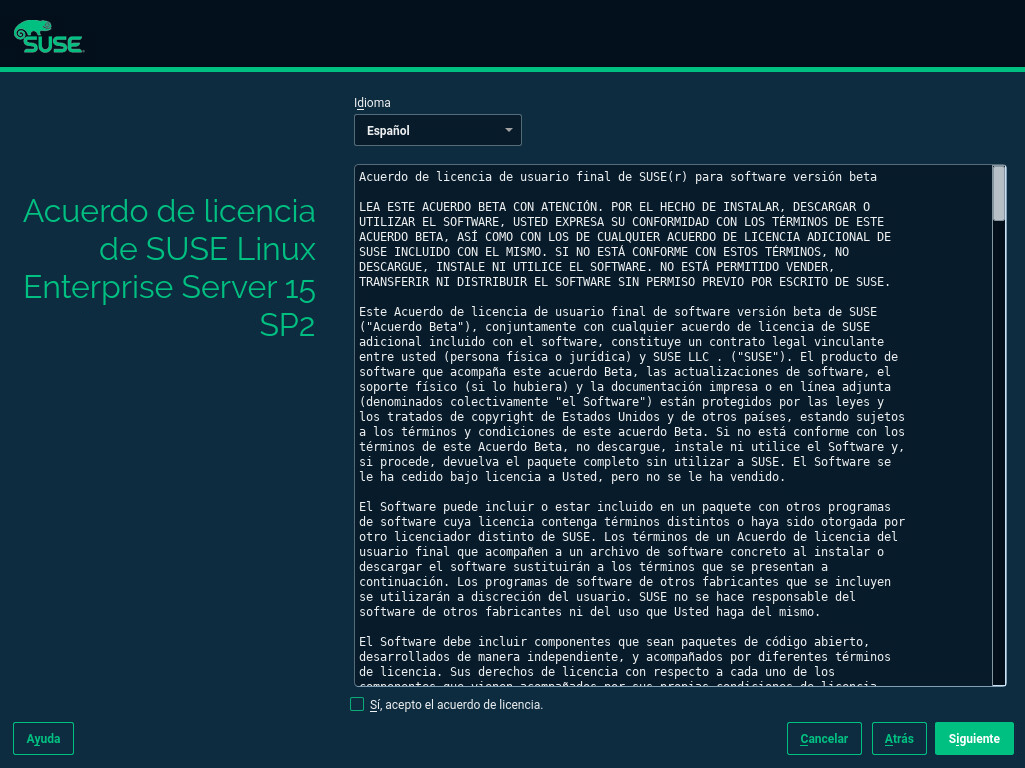 SUSE
Idioma
Español
Acuerdo de licencia
de SUSE Linux
Enterprise Server 15
SP2
Acuerdo de licencia de usuario final de SUSE(r) para software versión beta
LEA ESTE ACUERDO BETA CON ATENCIÓN. POR EL HECHO DE INSTALAR, DESCARGAR O
UTILIZAR EL SOFTWARE, USTED EXPRESA SU CONFORMIDAD CON LOS TÉRMINOS DE ESTE
ACUERDO BETA, ASÍ COMO CON LOS DE CUALQUIER ACUERDO DE LICENCIA ADICIONAL DE
SUSE INCLUIDO CON EL MISMO. SI NO ESTÁ CONFORME CON ESTOS TÉRMINOS, NO
DESCARGUE, INSTALE NI UTILICE EL SOFTWARE. NO ESTÁ PERMITIDO VENDER,
TRANSFERIR NI DISTRIBUIR EL SOFTWARE SIN PERMISO PREVIO POR ESCRITO DE SUSE.
Este Acuerdo de licencia de usuario final de software versión beta de SUSE
("Acuerdo Beta"), conjuntamente con cualquier acuerdo de licencia de SUSE
adicional incluido con el software, constituye un contrato legal vinculante
entre usted (persona física o jurídica) y SUSE LLC . ("SUSE"). El producto de
software que acompaña este acuerdo Beta, las actualizaciones de software, el
soporte físico (si lo hubiera) y la documentación impresa o en línea adjunta
(denominados colectivamente "el Software") están protegidos por las leyes y
los tratados de copyright de Estados Unidos y de otros países, estando sujetos
a los términos y condiciones de este acuerdo Beta. Si no está conforme con los
términos de este Acuerdo Beta, no descargue, instale ni utilice el Software y,
si procede, devuelva el paquete completo sin utilizar a SUSE. El Software se
le ha cedido bajo licencia a Usted, pero no se le ha vendido.
El Software puede incluir o estar incluido en un paquete con otros programas
de software cuya licencia contenga términos distintos o haya sido otorgada por
otro licenciador distinto de SUSE. Los términos de un Acuerdo de licencia del
usuario final que acompañen a un archivo de software concreto al instalar o
descargar el software sustituirán a los términos que se presentan a
continuación. Los programas de software de otros fabricantes que se incluyen
se utilizarán a discreción del usuario. SUSE no se hace responsable del
software de otros fabricantes ni del uso que Usted haga del mismo.
El Software debe incluir componentes que sean paquetes de código abierto,
desarrollados de manera independiente, y acompañados por diferentes términos
de licencia. Sus derechos de licencia con respecto a cada uno de los
componentes que vienen acompañados por sus propias condiciones de licencia
Sí, acepto el acuerdo de licencia.
Ayuda
Cancelar
Atrás
Siguiente